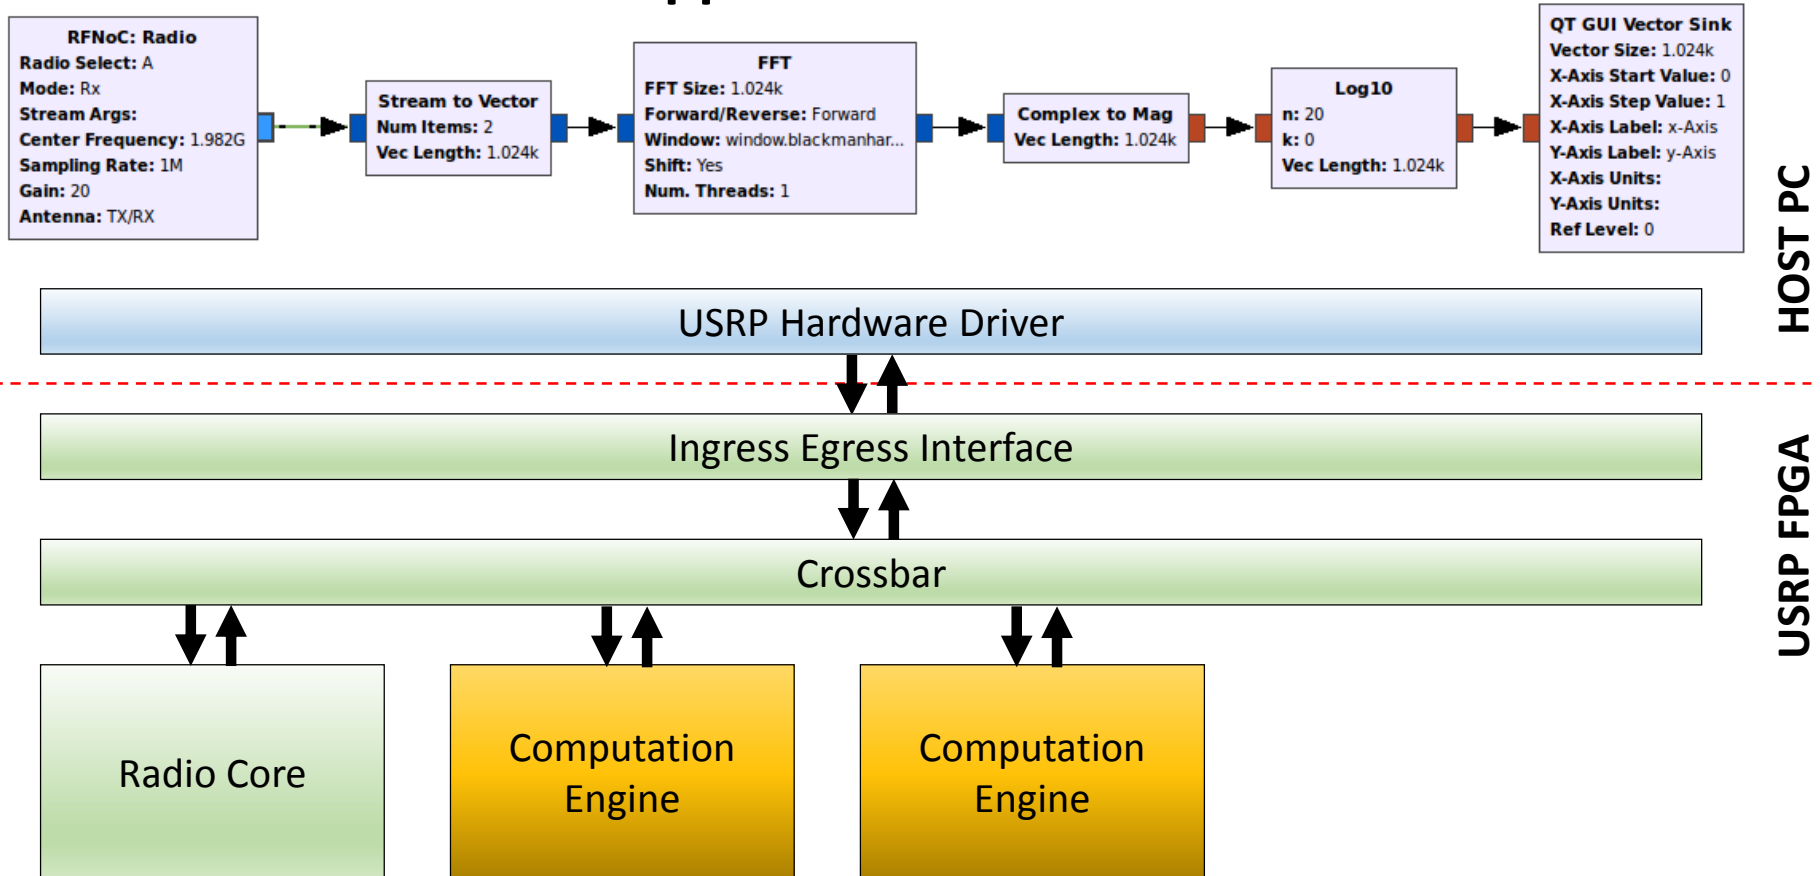 RFNoC: Radio
Radio Select: A
Mode: Rx
Stream Args:
Center Frequency: 1.982G
Sampling Rate: 1M
Gain: 20
Antenna: TX/RX
Stream to Vector
Num Items: 2
Vec Length: 1.024k
FFT
FFT Size: 1.024k
Forward/Reverse: Forward
Window: window.blackmanhar...
Shift: Yes
Num. Threads: 1
Complex to Mag
Vec Length: 1.024k
Log10
n: 20
k: 0
Vec Length: 1.024k
QT GUI Vector Sink
Vector Size: 1.024k
X-Axis Start Value: 0
X-Axis Step Value: 1
X-Axis Label: x-Axis
Y-Axis Label: y-Axis
X-Axis Units:
Y-Axis Units:
Ref Level: 0
HOST PC
USRP Hardware Driver
Ingress Egress Interface
Crossbar
USRP FPGA
Radio Core
Computation
Engine
Computation
Engine